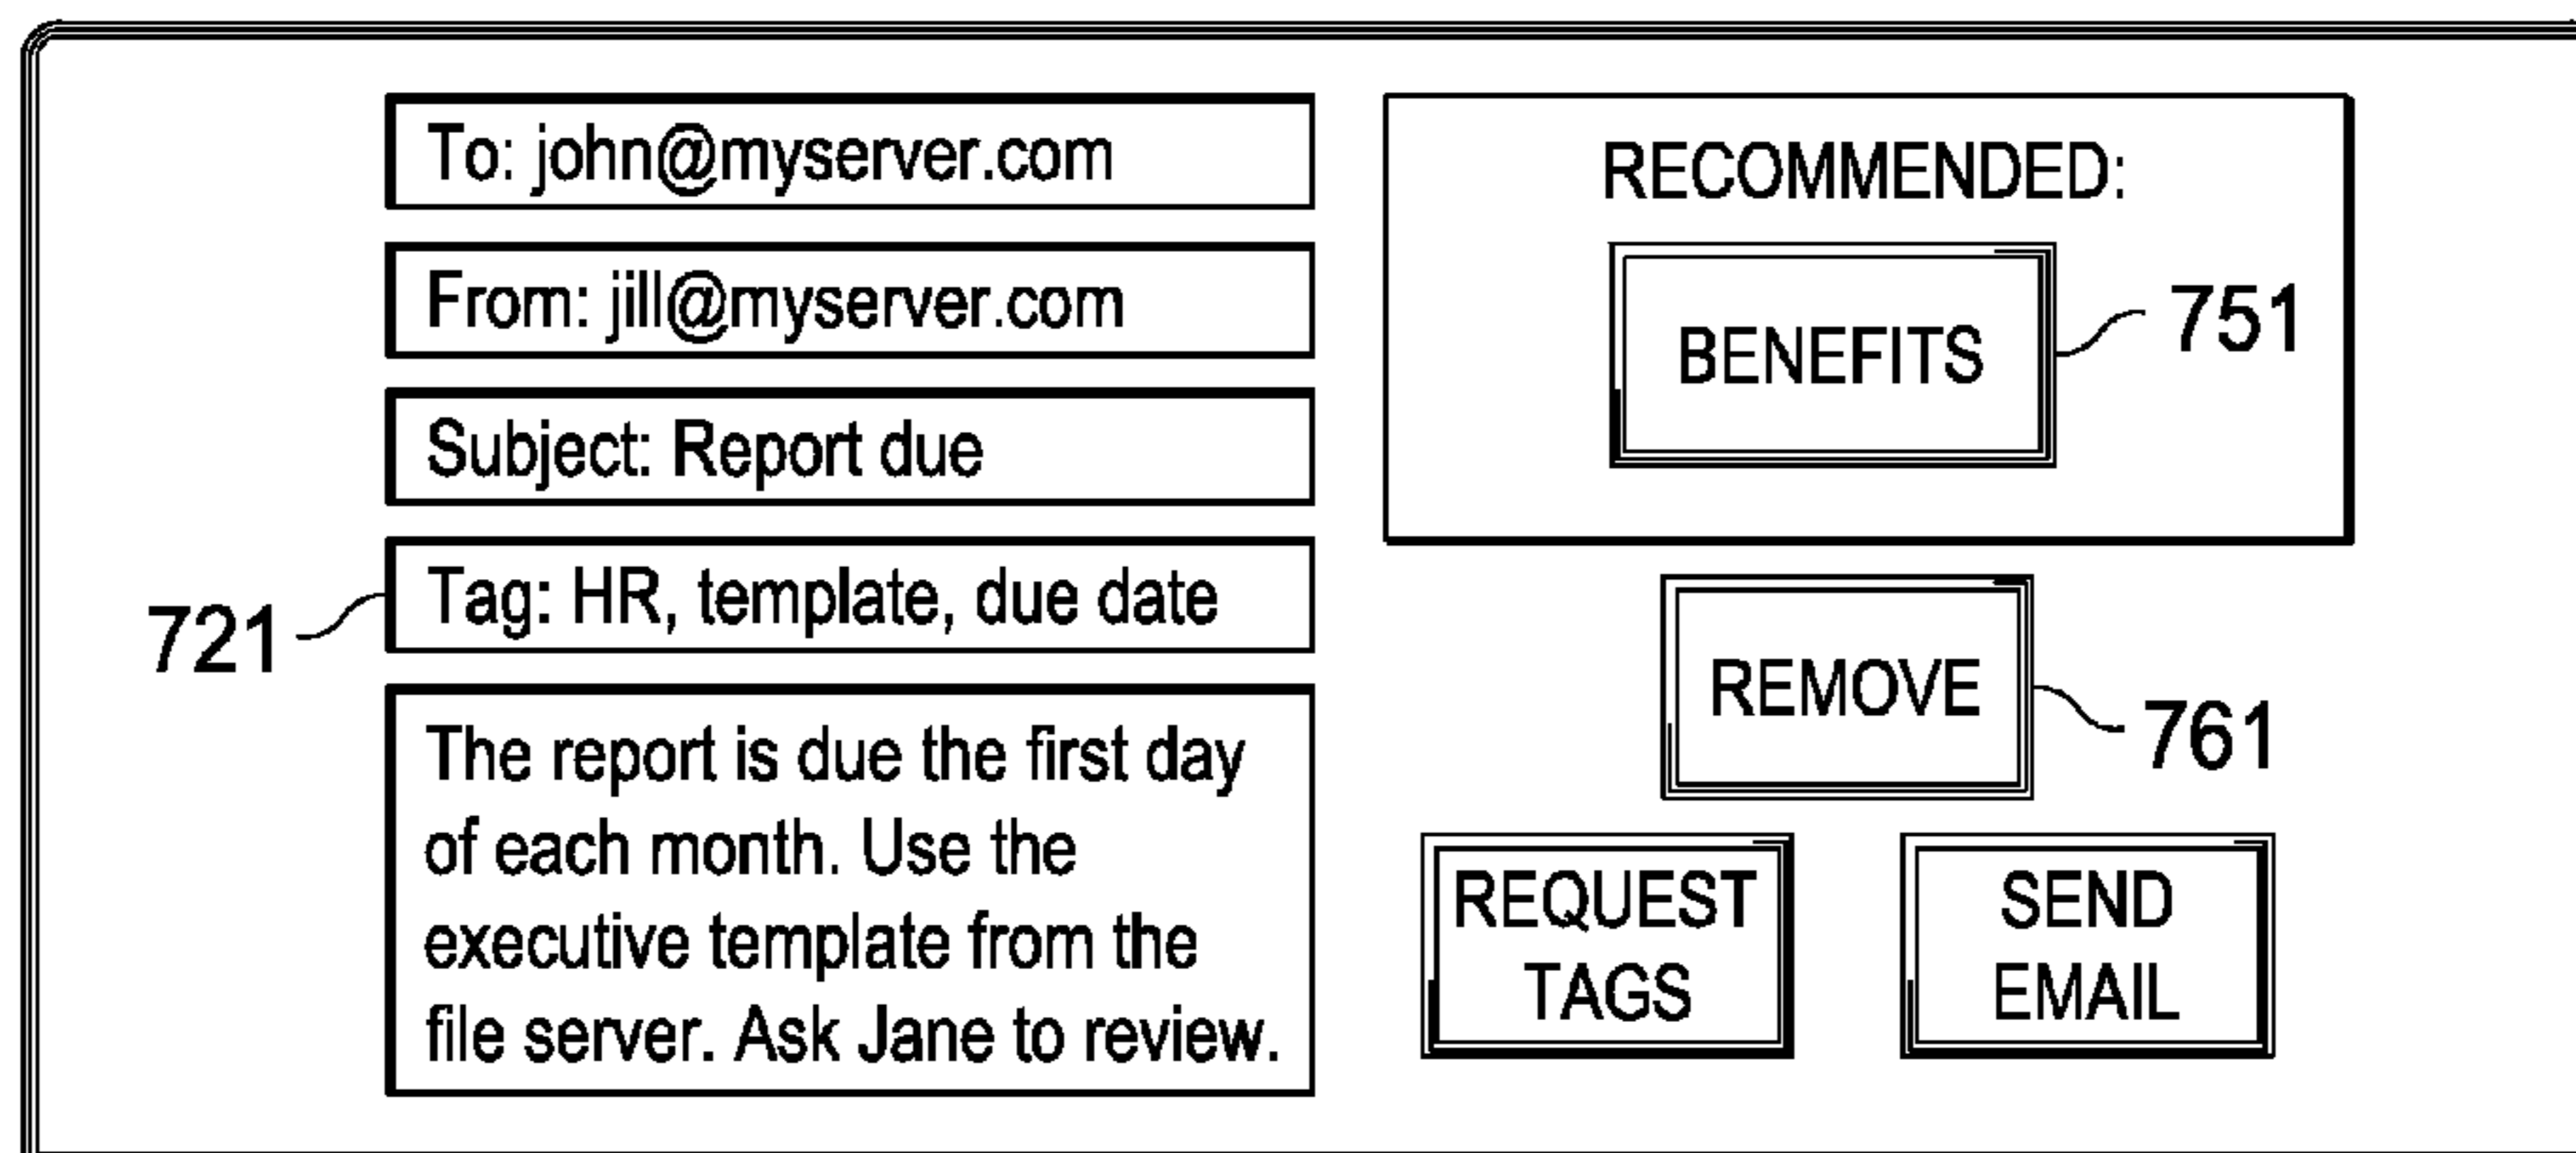 To: john@myserver.com
From: jill@myserver.com
Subject: Report due
721
Tag: HR, template, due date
The report is due the first day
of each month. Use the
executive template from the
file server. Ask Jane to review.
RECOMMENDED:
BENEFITS
751
REMOVE
761
REQUEST
TAGS
SEND
EMAIL